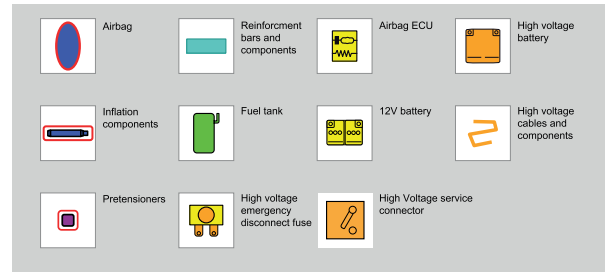 Airbag
Reinforcment
bars and
components
Airbag ECU
High voltage
battery
Inflation
components
Fuel tank
12V battery
High voltage
cables and
components
Pretensioners
High voltage
emergency
disconnect fuse
High Voltage service
connector